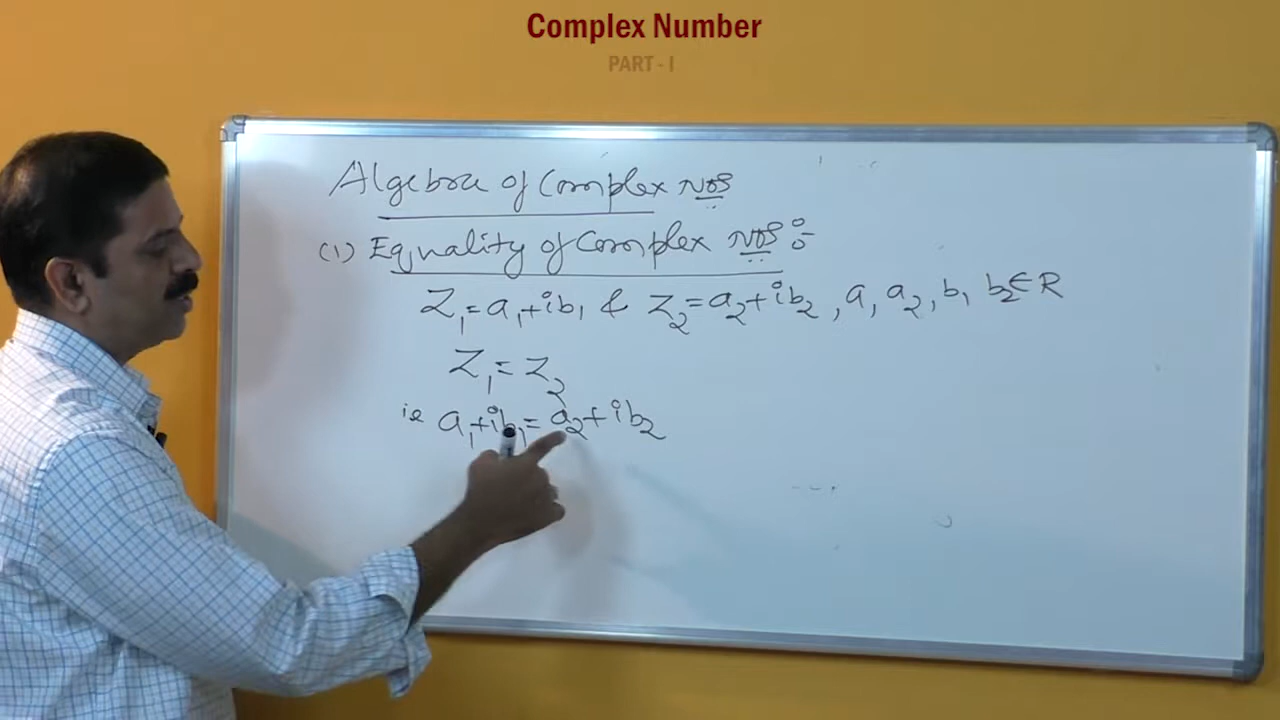 Complex Number
PART - I
Algebra of Complex nos
(1) Equality of Complex nos :-
Z₁ = a₁ + ib₁ & Z₂ = a₂ + ib₂ , a₁ a₂ , b₁ b₂ ∈ R
Z₁ = Z₂
ie a₁ + ib₁ = a₂ + ib₂